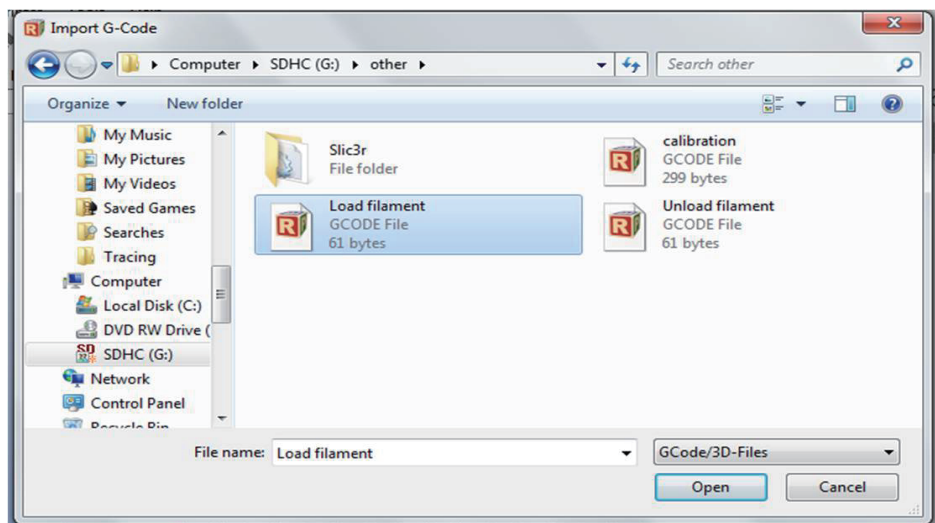 Import G-Code
Computer SDHC (G:) other
Search other
Organize New folder
My Music
My Pictures
My Videos
Saved Games
Searches
Tracing
Computer
Local Disk (C:)
DVD RW Drive (
SDHC (G:)
Network
Control Panel
Recycle Bin
Slic3r
File folder
calibration
GCODE File
299 bytes
Load filament
GCODE File
61 bytes
Unload filament
GCODE File
61 bytes
File name: Load filament
GCode/3D-Files
Open Cancel